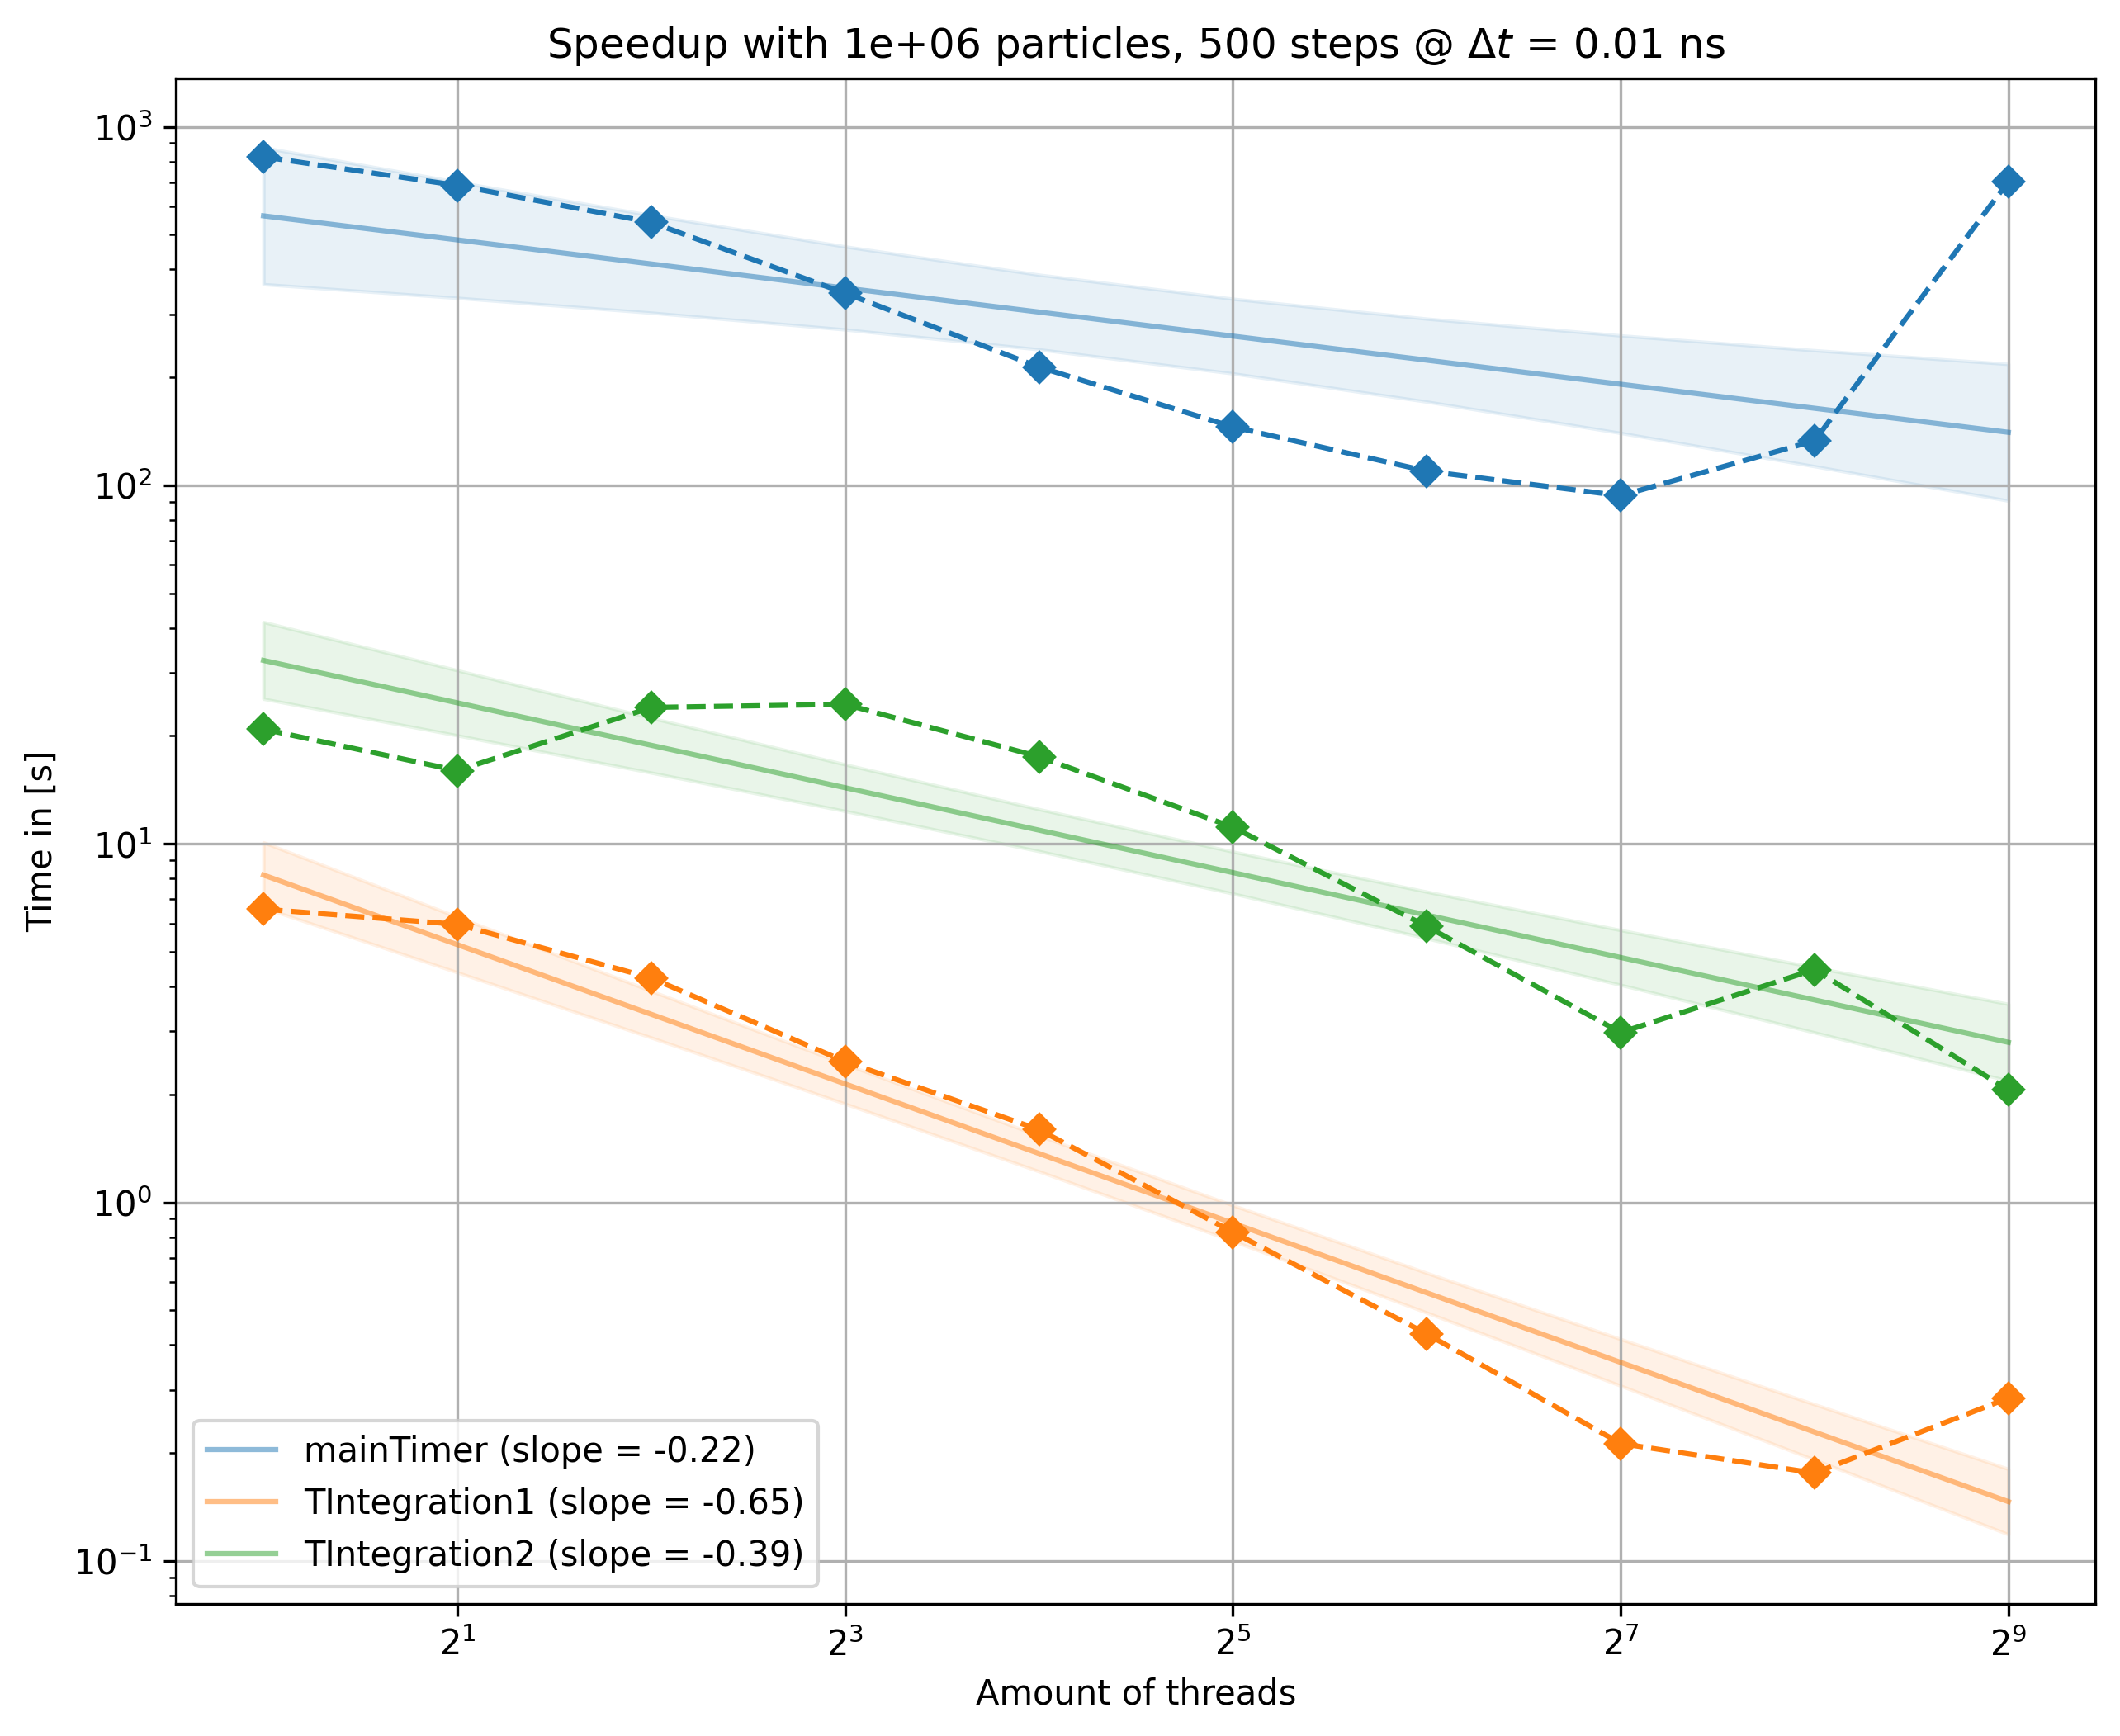 Speedup with 1e+06 particles, 500 steps @ Δt = 0.01 ns
10³
10²
10¹
10⁰
10⁻¹
Time in [s]
mainTimer (slope = -0.22)
TIntegration1 (slope = -0.65)
TIntegration2 (slope = -0.39)
2¹ 2³ 2⁵ 2⁷ 2⁹
Amount of threads